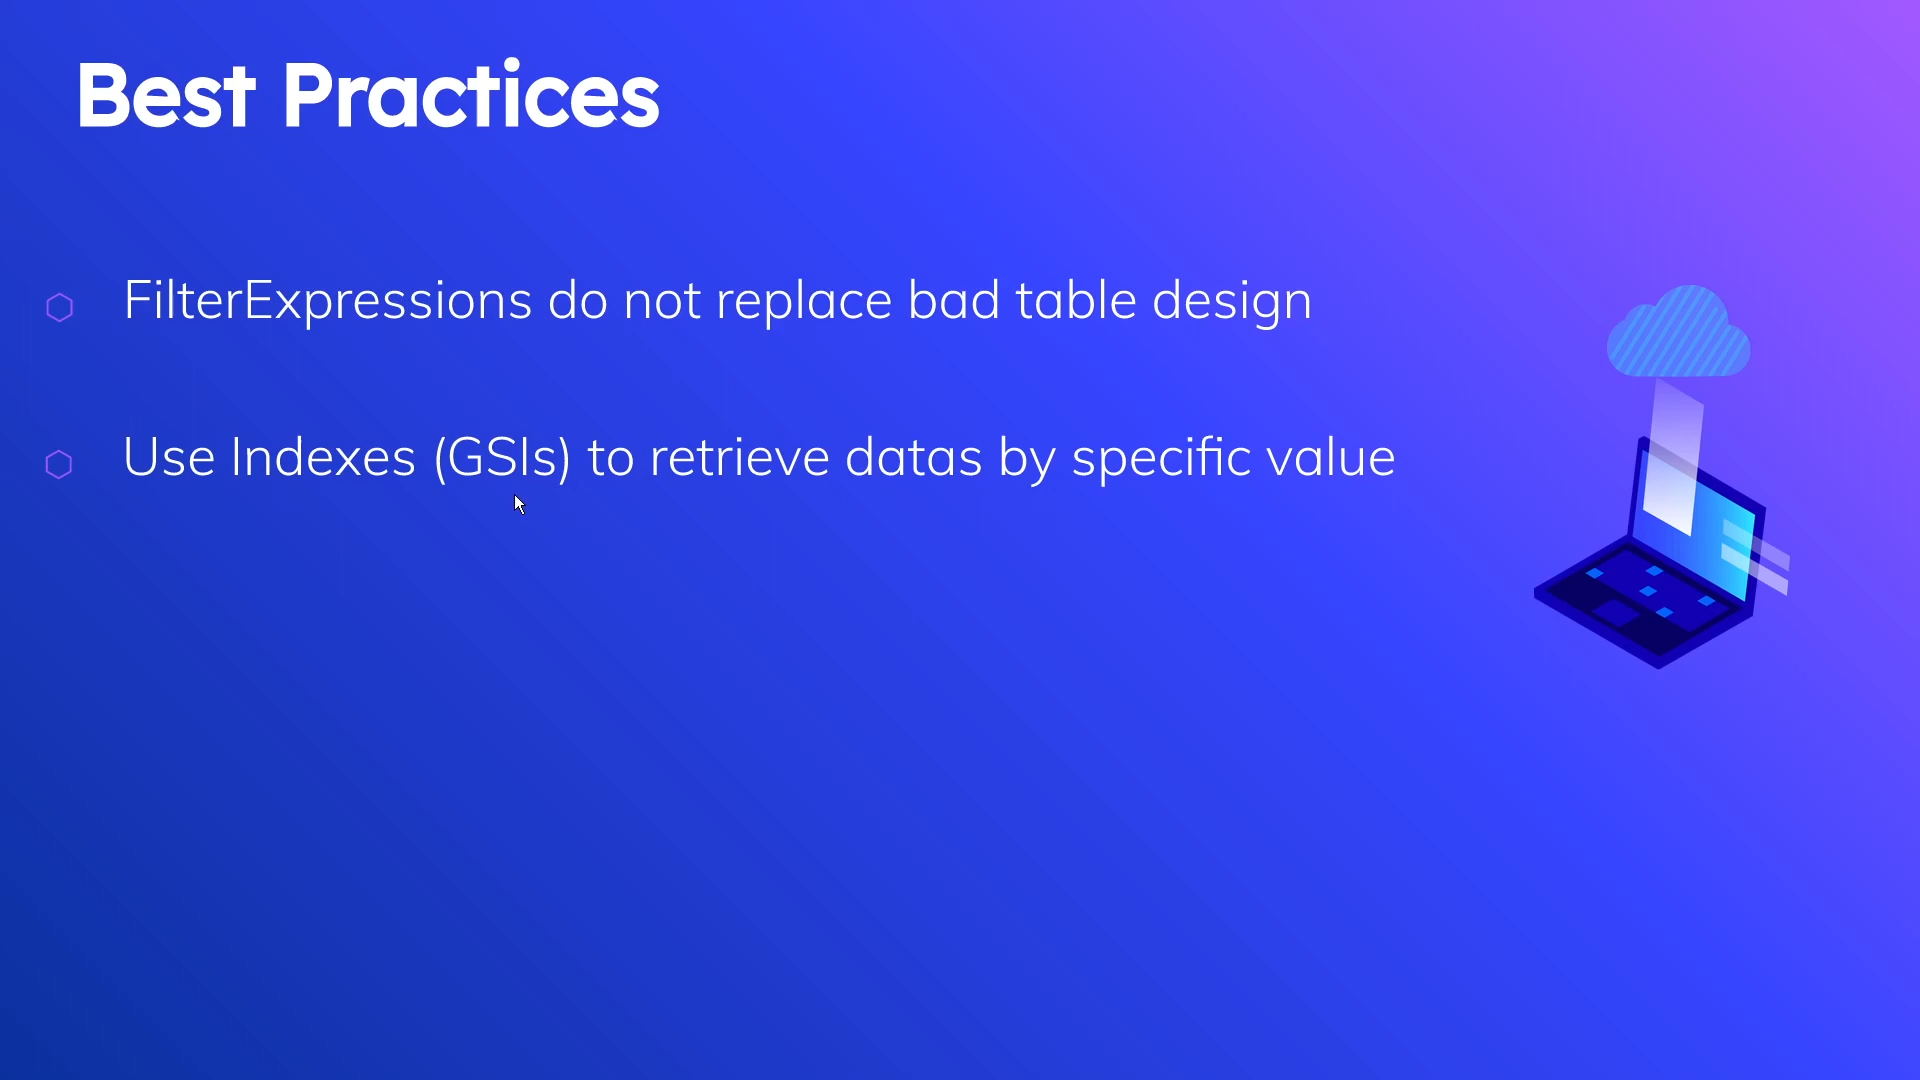 Best Practices
FilterExpressions do not replace bad table design
Use Indexes (GSIs) to retrieve datas by specific value